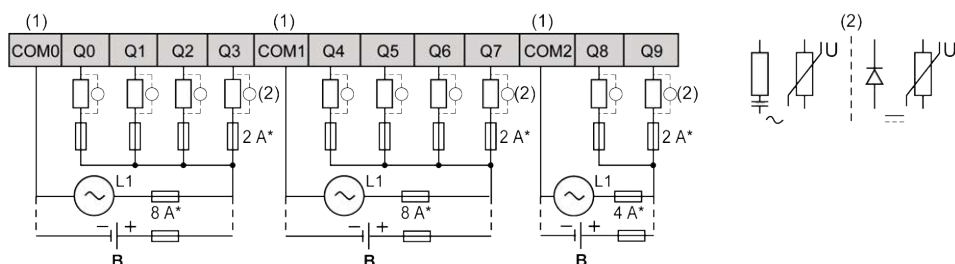 (1) (1) (1) (2)
COM0 Q0 Q1 Q2 Q3 COM1 Q4 Q5 Q6 Q7 COM2 Q8 Q9
U U
(2) (2) (2)
2 A* 2 A* 2 A*
L1 L1 L1
8 A* 8 A* 4 A*
− + − + − +
B B B